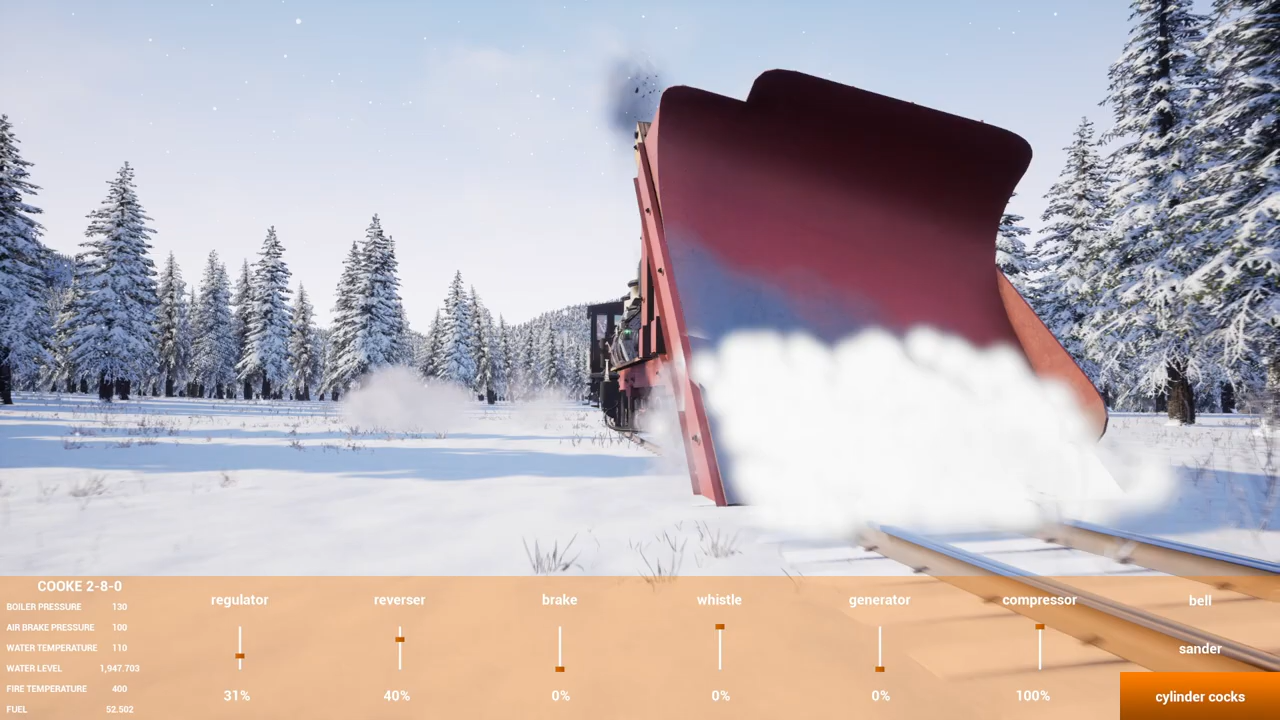 COOKE 2-8-0
BOILER PRESSURE 130
AIR BRAKE PRESSURE 100
WATER TEMPERATURE 110
WATER LEVEL 1,947.703
FIRE TEMPERATURE 400
FUEL 52.502
regulator
31%
reverser
40%
brake
0%
whistle
0%
generator
0%
compressor
100%
bell
sander
cylinder cocks